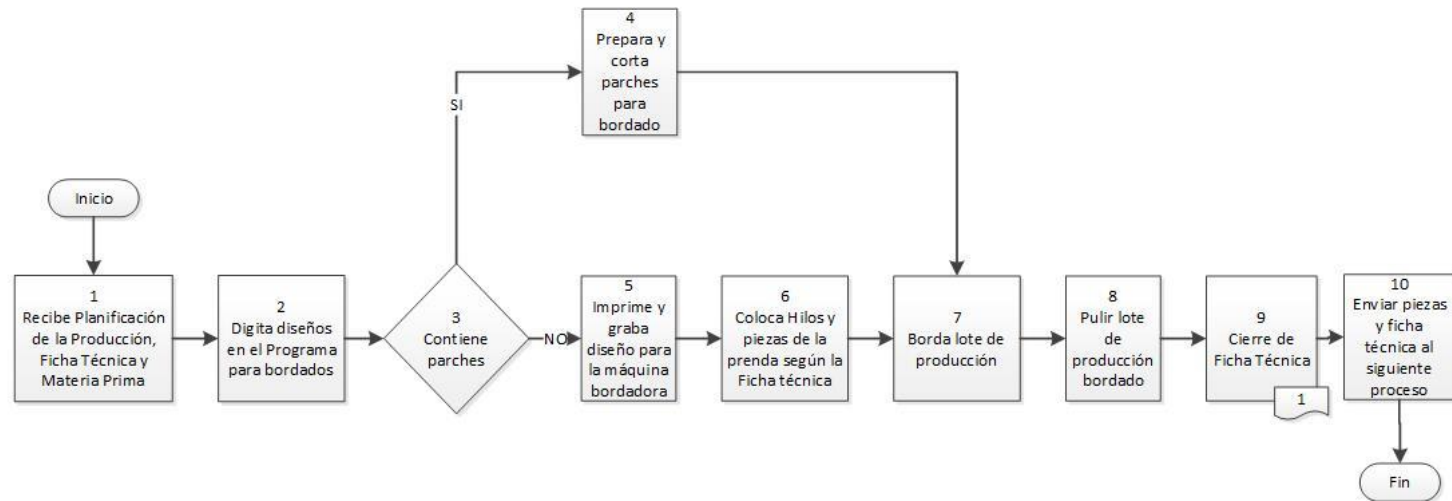 4
Prepara y
corta
parches
para
bordado
SI
Inicio
1
Recibe Planificación
de la Producción,
Ficha Técnica y
Materia Prima
2
Digita diseños
en el Programa
para bordados
3
Contiene
parches
NO
5
Imprime y
graba
diseño para
la máquina
bordadora
6
Coloca Hilos y
piezas de la
prenda según la
Ficha técnica
7
Borda lote de
producción
8
Pulir lote
de
producción
bordado
9
Cierre de
Ficha Técnica
1
10
Enviar piezas
y ficha
técnica al
siguiente
proceso
Fin